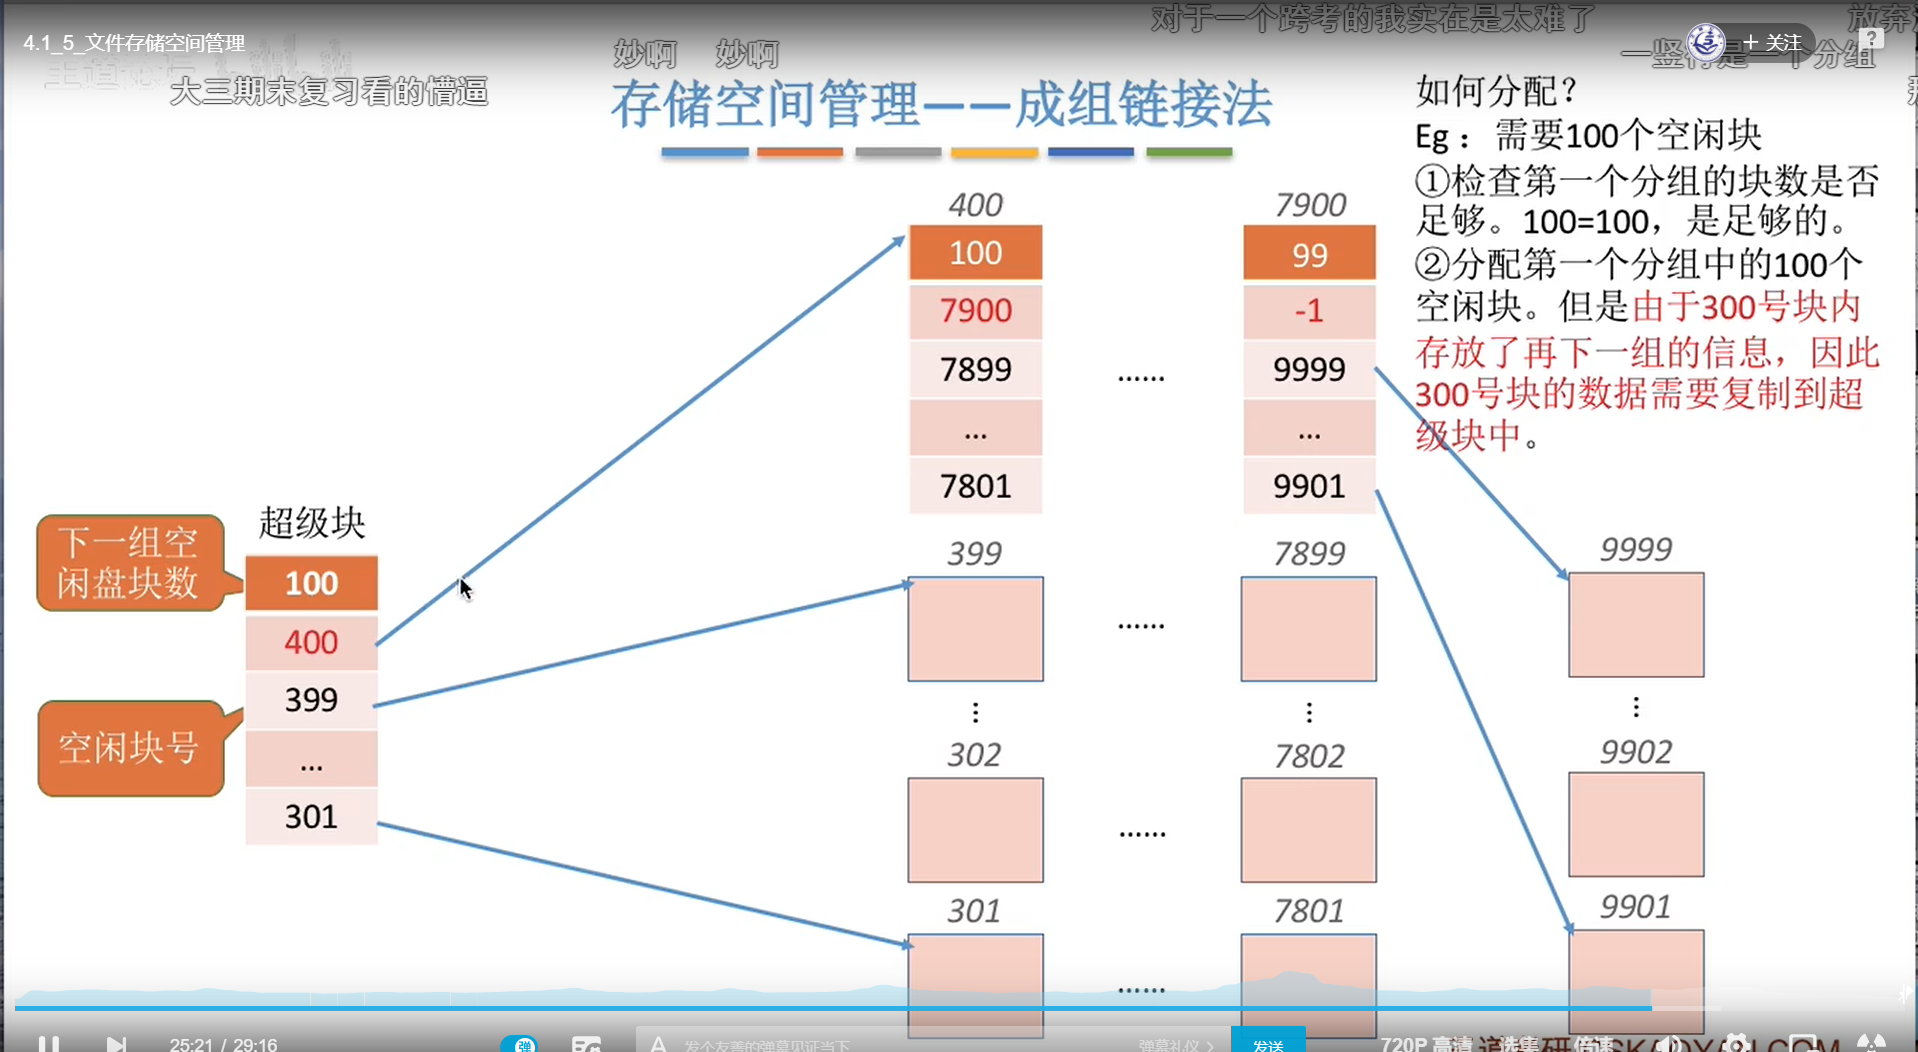 对于一个跨考的我实在是太难了
放弃
4.1_5_文件存储空间管理
妙啊
妙啊
+ 关注
?
一竖行是一个分组
大三期末复习看的懵逼
存储空间管理——成组链接法
如何分配？
Eg： 需要100个空闲块
①检查第一个分组的块数是否
足够。100=100，是足够的。
②分配第一个分组中的100个
空闲块。但是由于300号块内
存放了再下一组的信息，因此
300号块的数据需要复制到超
级块中。
400
7900
100
99
7900
-1
7899
……
9999
...
...
7801
9901
超级块
下一组空
闲盘块数
100
400
399
空闲块号
...
301
399
7899
9999
……
302
7802
9902
……
301
7801
9901
……
25:21 / 29:16
弹
A
发个友善的弹幕见证当下
弹幕礼仪 >
发送
720P 高清
选集
倍速